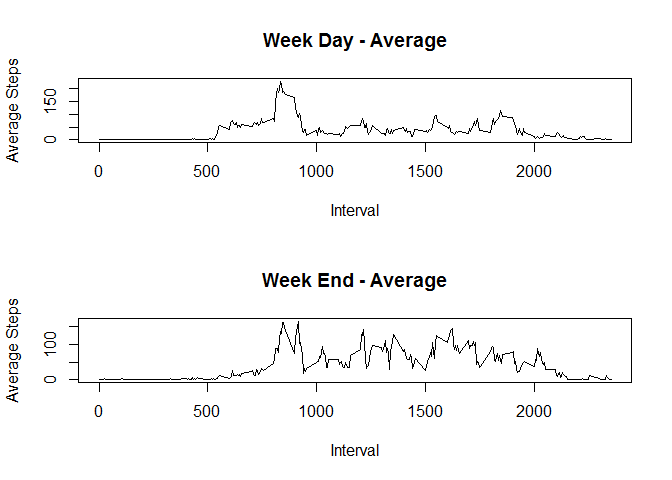 Week Day - Average
Average Steps
0 150
0 500 1000 1500 2000
Interval
Week End - Average
Average Steps
0 100
0 500 1000 1500 2000
Interval